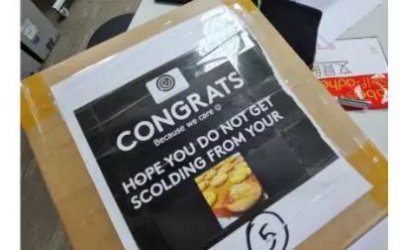 CONGRATS
Because we care ☺
HOPE YOU DO NOT GET
SCOLDING FROM YOUR
5